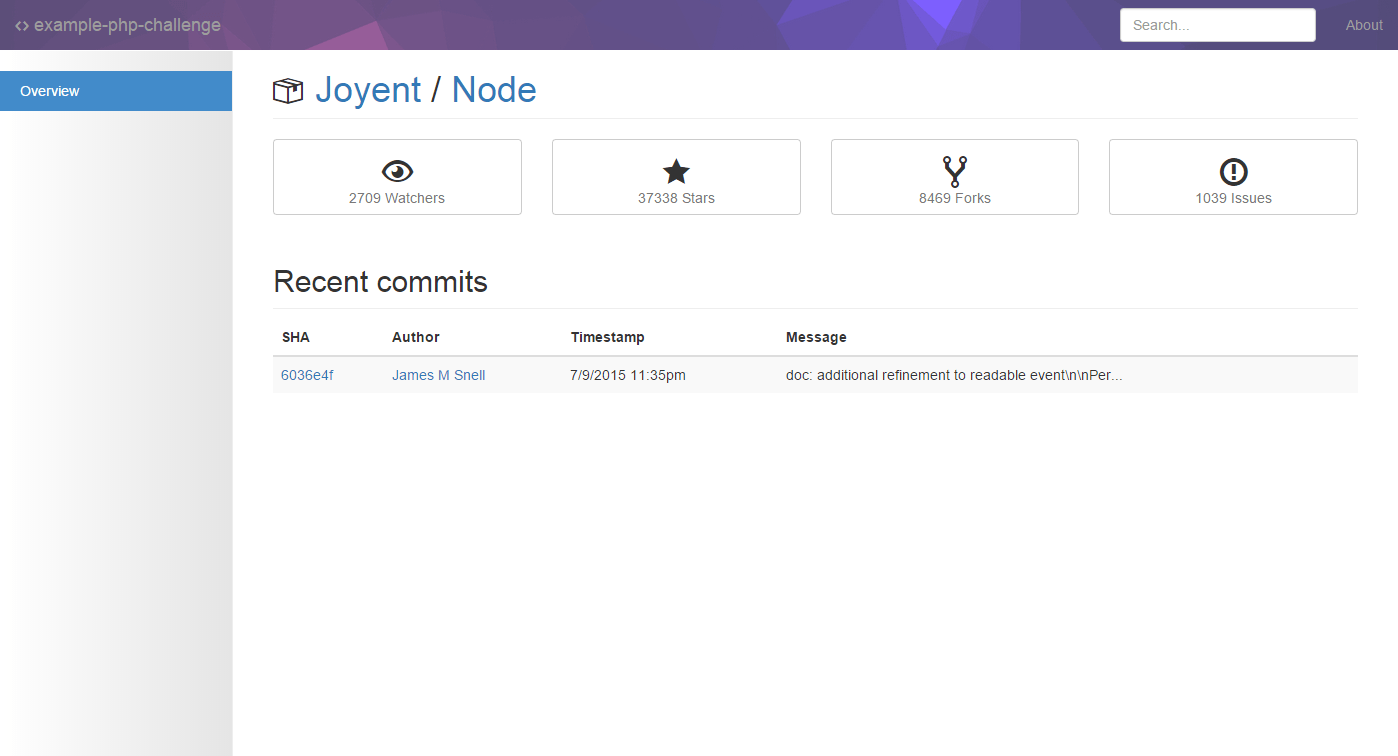 example-php-challenge
Search...
About
Overview
Joyent / Node
2709 Watchers
37338 Stars
8469 Forks
1039 Issues
Recent commits
SHA Author Timestamp Message
6036e4f James M Snell 7/9/2015 11:35pm doc: additional refinement to readable event\n\nPer...